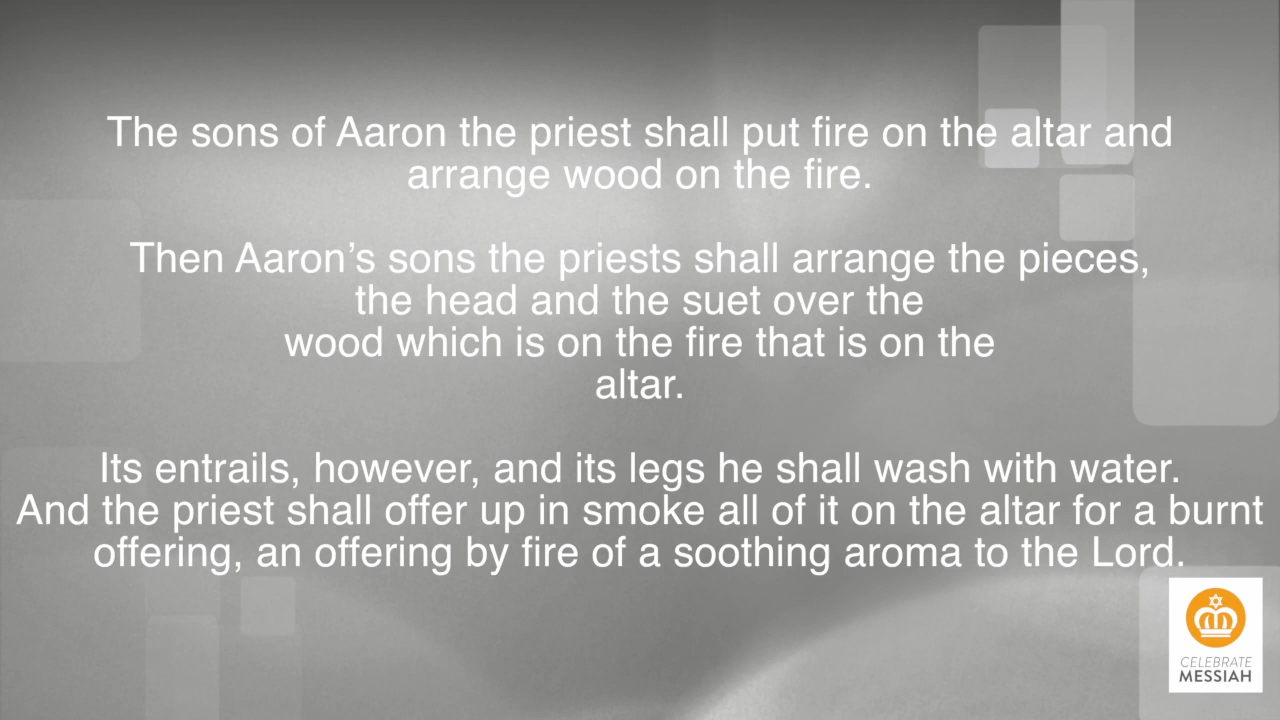 The sons of Aaron the priest shall put fire on the altar and
arrange wood on the fire.
Then Aaron’s sons the priests shall arrange the pieces,
the head and the suet over the
wood which is on the fire that is on the
altar.
Its entrails, however, and its legs he shall wash with water.
And the priest shall offer up in smoke all of it on the altar for a burnt
offering, an offering by fire of a soothing aroma to the Lord.
CELEBRATE
MESSIAH